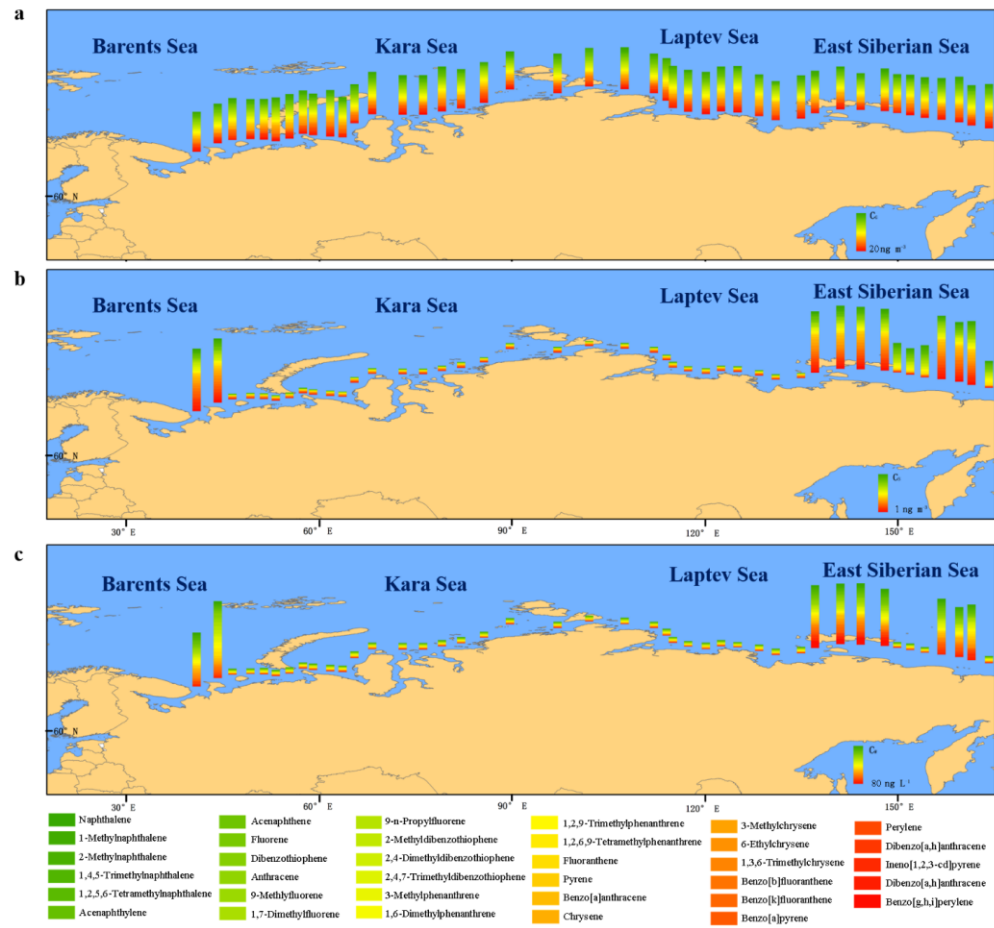 a
Barents Sea
Kara Sea
Laptev Sea
East Siberian Sea
60° N
20 ng m⁻³
b
Barents Sea
Kara Sea
Laptev Sea
East Siberian Sea
60° N
1 ng m⁻³
30° E
60° E
90° E
120° E
150° E
c
Barents Sea
Kara Sea
Laptev Sea
East Siberian Sea
60° N
80 ng L⁻¹
30° E
60° E
90° E
120° E
150° E
Naphthalene
1-Methylnaphthalene
2-Methylnaphthalene
1,4,5-Trimethylnaphthalene
1,2,5,6-Tetramethylnaphthalene
Acenaphthylene
Acenaphthene
Fluorene
Dibenzothiophene
Anthracene
9-Methyfluorene
1,7-Dimethylfluorene
9-n-Propylfluorene
2-Methyldibenzothiophene
2,4-Dimethyldibenzothiophene
2,4,7-Trimethyldibenzothiophene
3-Methylphenanthrene
1,6-Dimethylphenanthrene
1,2,9-Trimethylphenanthrene
1,2,6,9-Tetramethylphenanthrene
Fluoranthene
Pyrene
Benzo[a]anthracene
Chrysene
3-Methylchrysene
6-Ethylchrysene
1,3,6-Trimethylchrysene
Benzo[b]fluoranthene
Benzo[k]fluoranthene
Benzo[a]pyrene
Perylene
Dibenzo[a,h]anthracene
Ineno[1,2,3-cd]pyrene
Dibenzo[a,h]anthracene
Benzo[g,h,i]perylene